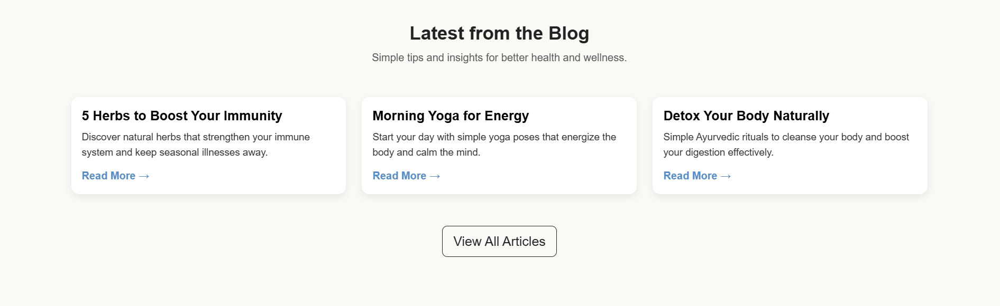 Latest from the Blog
Simple tips and insights for better health and wellness.
5 Herbs to Boost Your Immunity
Discover natural herbs that strengthen your immune
system and keep seasonal illnesses away.
Read More →
Morning Yoga for Energy
Start your day with simple yoga poses that energize the
body and calm the mind.
Read More →
Detox Your Body Naturally
Simple Ayurvedic rituals to cleanse your body and boost
your digestion effectively.
Read More →
View All Articles